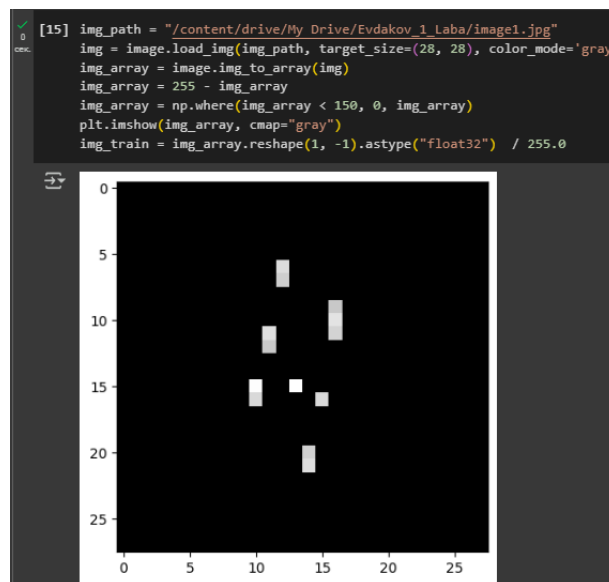 [15] img_path = "/content/drive/My Drive/Evdakov_1_Laba/image1.jpg"
0
сек.
img = image.load_img(img_path, target_size=(28, 28), color_mode='gray
img_array = image.img_to_array(img)
img_array = 255 - img_array
img_array = np.where(img_array < 150, 0, img_array)
plt.imshow(img_array, cmap="gray")
img_train = img_array.reshape(1, -1).astype("float32")  / 255.0
0
5
10
15
20
25
0 5 10 15 20 25